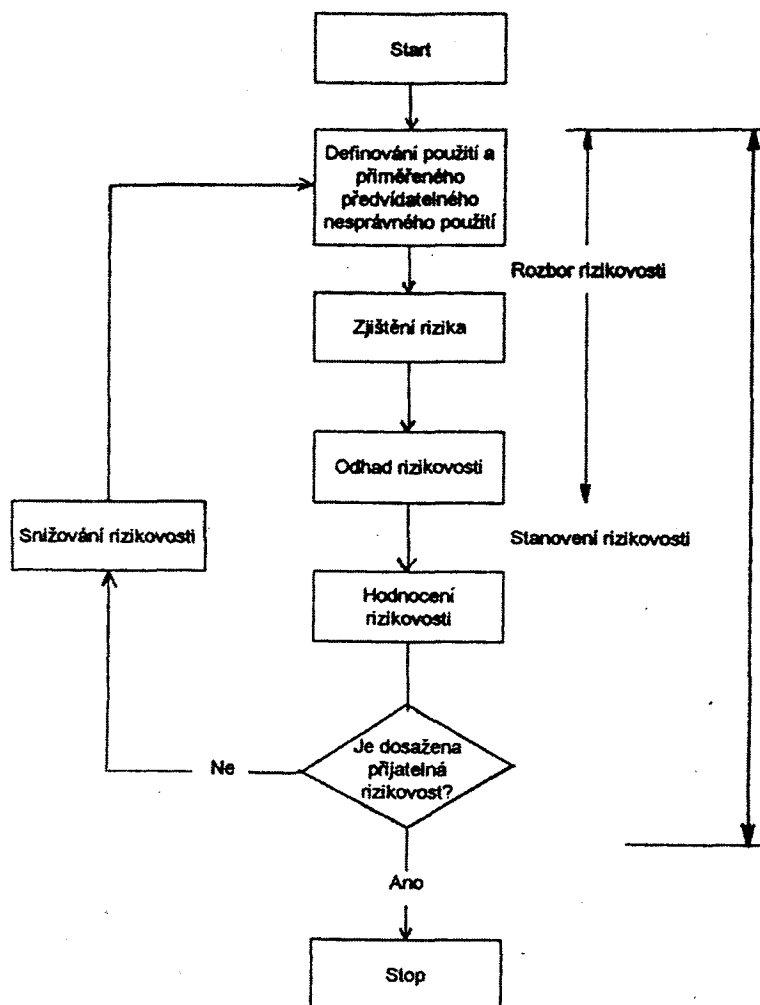 Start
Definování použití a
přiměřeného
předvídatelného
nesprávného použití
Rozbor rizikovosti
Zjištění rizika
Odhad rizikovosti
Snižování rizikovosti
Stanovení rizikovosti
Hodnocení
rizikovosti
Je dosažena
přijatelná
rizikovost?
Ne
Ano
Stop